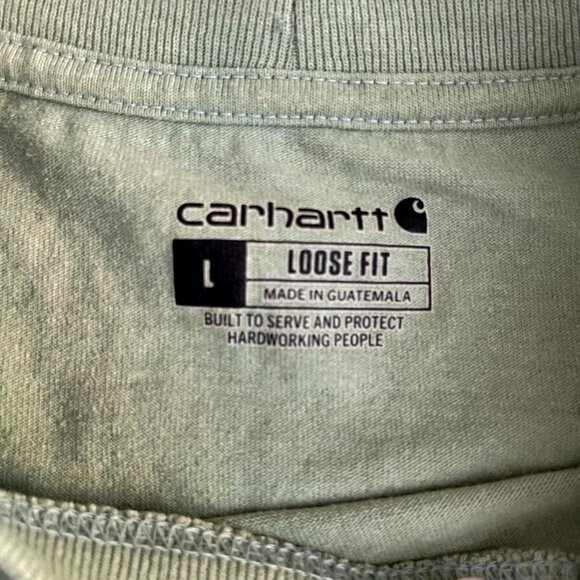 carhartt
L LOOSE FIT
MADE IN GUATEMALA
BUILT TO SERVE AND PROTECT
HARDWORKING PEOPLE